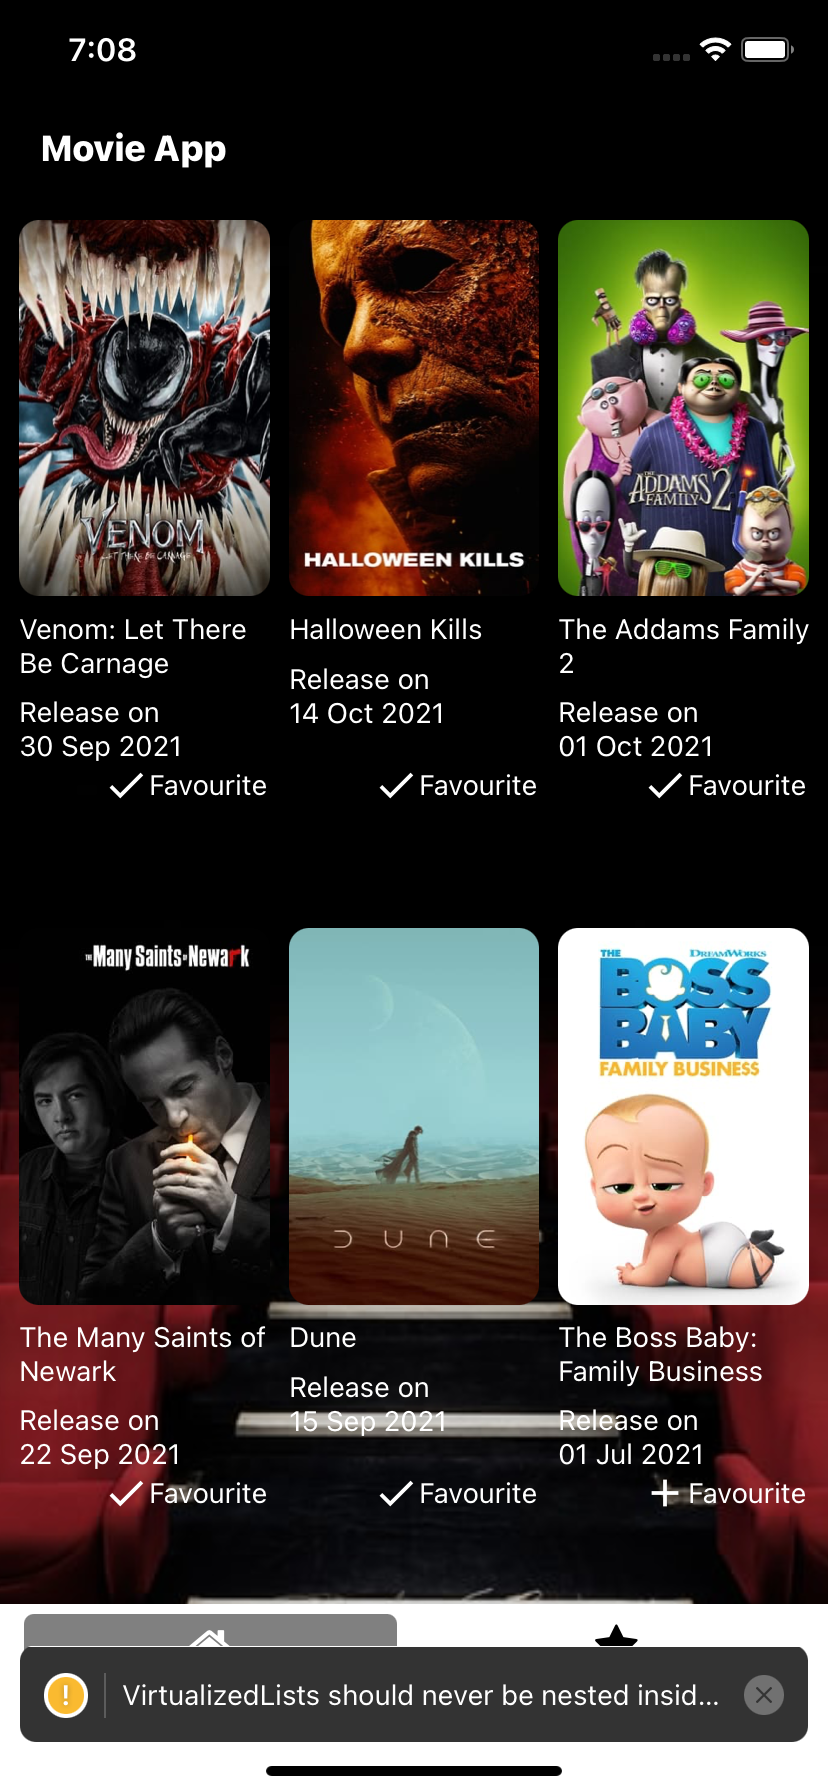 7:08
Movie App
VENOM
LET THERE BE CARNAGE
HALLOWEEN KILLS
THE
ADDAMS
FAMILY 2
Venom: Let There
Be Carnage
Release on
30 Sep 2021
Favourite
Halloween Kills
Release on
14 Oct 2021
Favourite
The Addams Family
2
Release on
01 Oct 2021
Favourite
THE Many Saints OF Newark
DUNE
THE
DREAMWORKS
BOSS
BABY
FAMILY BUSINESS
The Many Saints of
Newark
Release on
22 Sep 2021
Favourite
Dune
Release on
15 Sep 2021
Favourite
The Boss Baby:
Family Business
Release on
01 Jul 2021
Favourite
VirtualizedLists should never be nested insid...